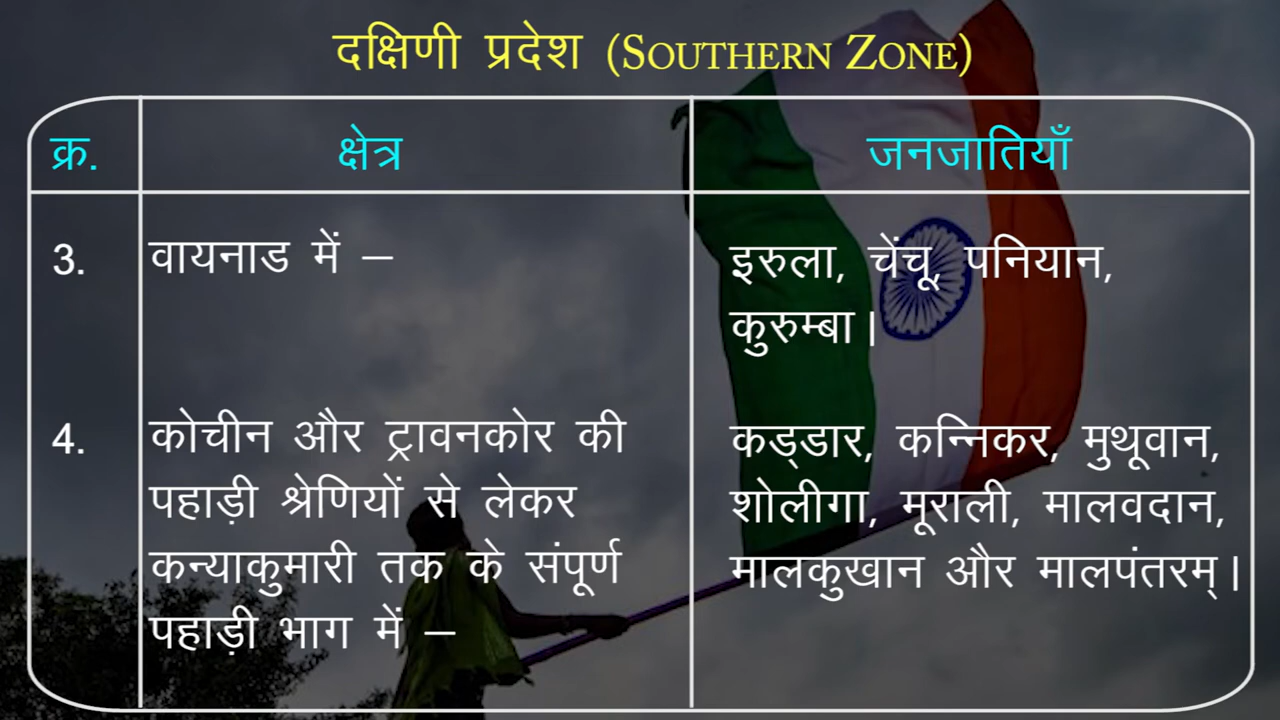 दक्षिणी प्रदेश (SOUTHERN ZONE)
क्र. क्षेत्र जनजातियाँ
3. वायनाड में – इरुला, चेंचू, पनियान,
कुरुम्बा।
4. कोचीन और ट्रावनकोर की कड्डार, कन्निकर, मुथूवान,
पहाड़ी श्रेणियों से लेकर शोलीगा, मूराली, मालवदान,
कन्याकुमारी तक के संपूर्ण मालकुखान और मालपंतरम्।
पहाड़ी भाग में –